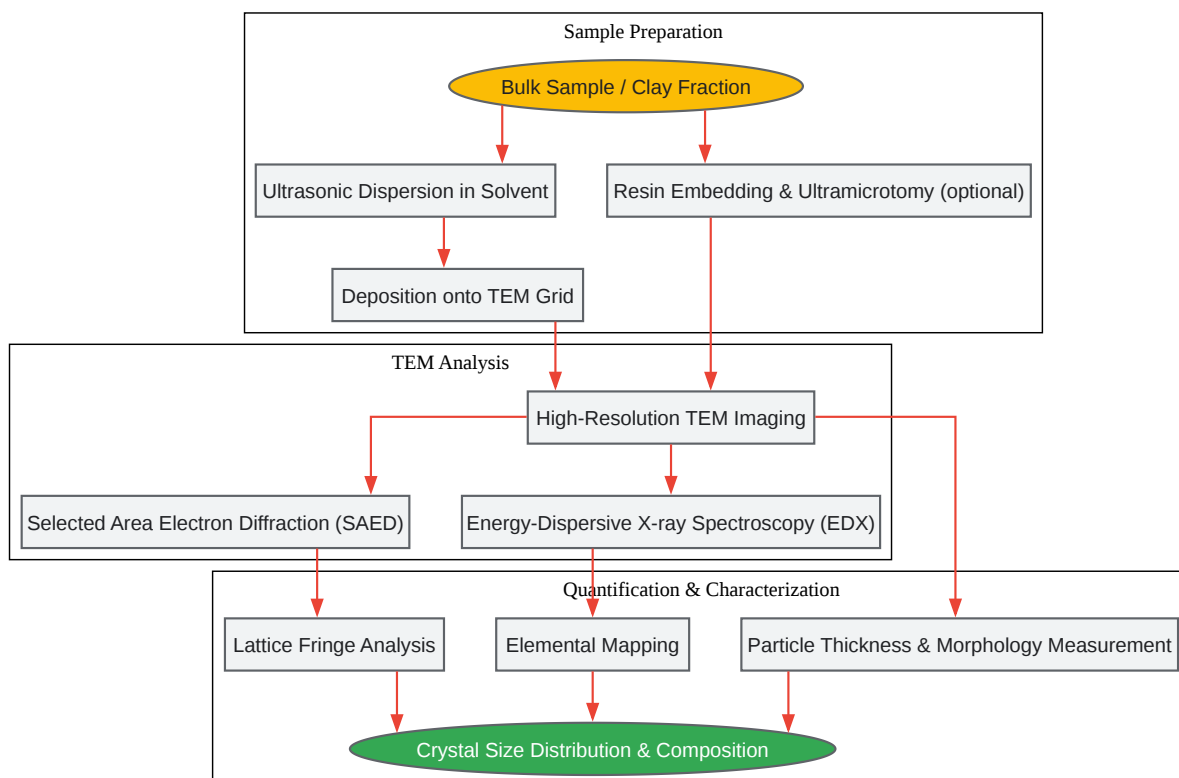 Sample Preparation
Bulk Sample / Clay Fraction
Ultrasonic Dispersion in Solvent
Resin Embedding & Ultramicrotomy (optional)
Deposition onto TEM Grid
TEM Analysis
High-Resolution TEM Imaging
Selected Area Electron Diffraction (SAED)
Energy-Dispersive X-ray Spectroscopy (EDX)
Quantification & Characterization
Lattice Fringe Analysis
Elemental Mapping
Particle Thickness & Morphology Measurement
Crystal Size Distribution & Composition